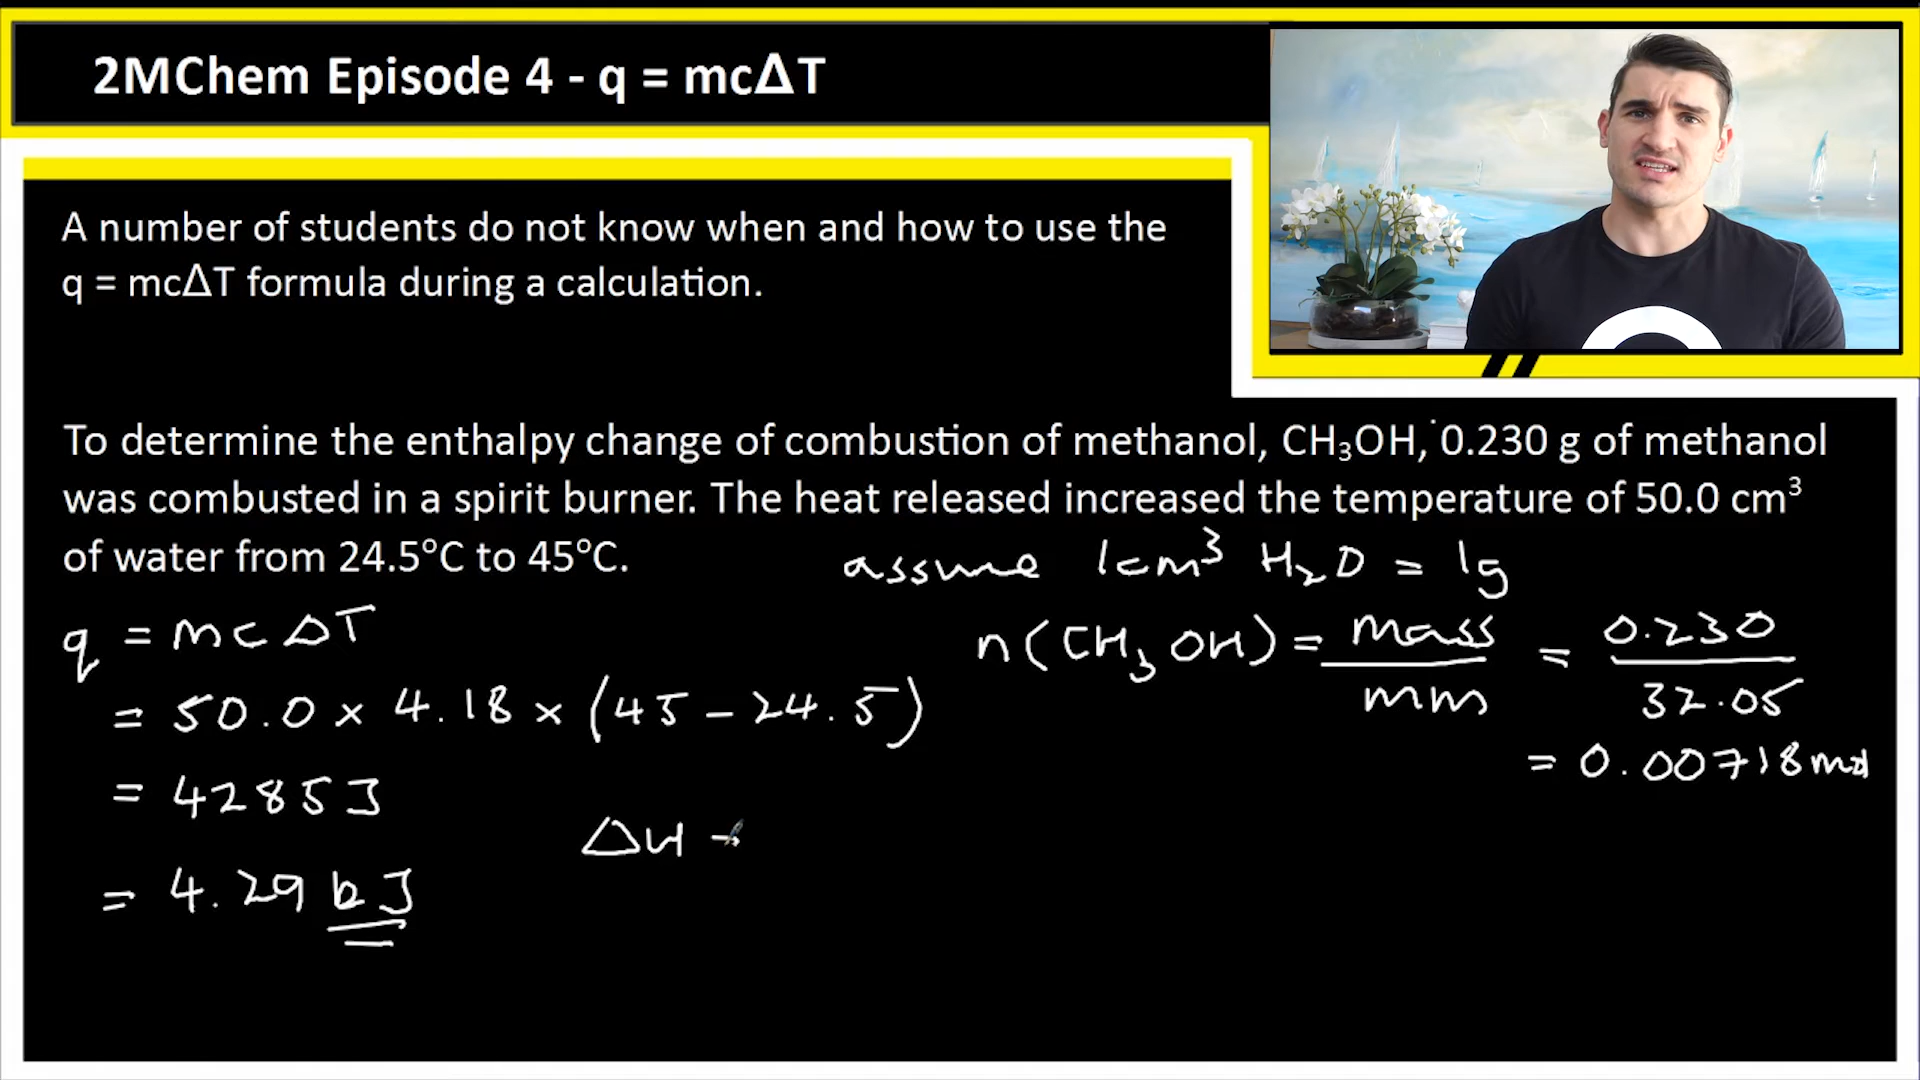 2MChem Episode 4 - q = mcΔT
A number of students do not know when and how to use the
q = mcΔT formula during a calculation.
To determine the enthalpy change of combustion of methanol, CH₃OH, 0.230 g of methanol
was combusted in a spirit burner. The heat released increased the temperature of 50.0 cm³
of water from 24.5°C to 45°C.
assume 1cm³ H₂O = 1g
q = mcΔT
= 50.0 × 4.18 × (45 − 24.5)
= 4285J
= 4.29 kJ
n(CH₃OH) = mass / mm = 0.230 / 32.05
= 0.00718 mol
ΔH